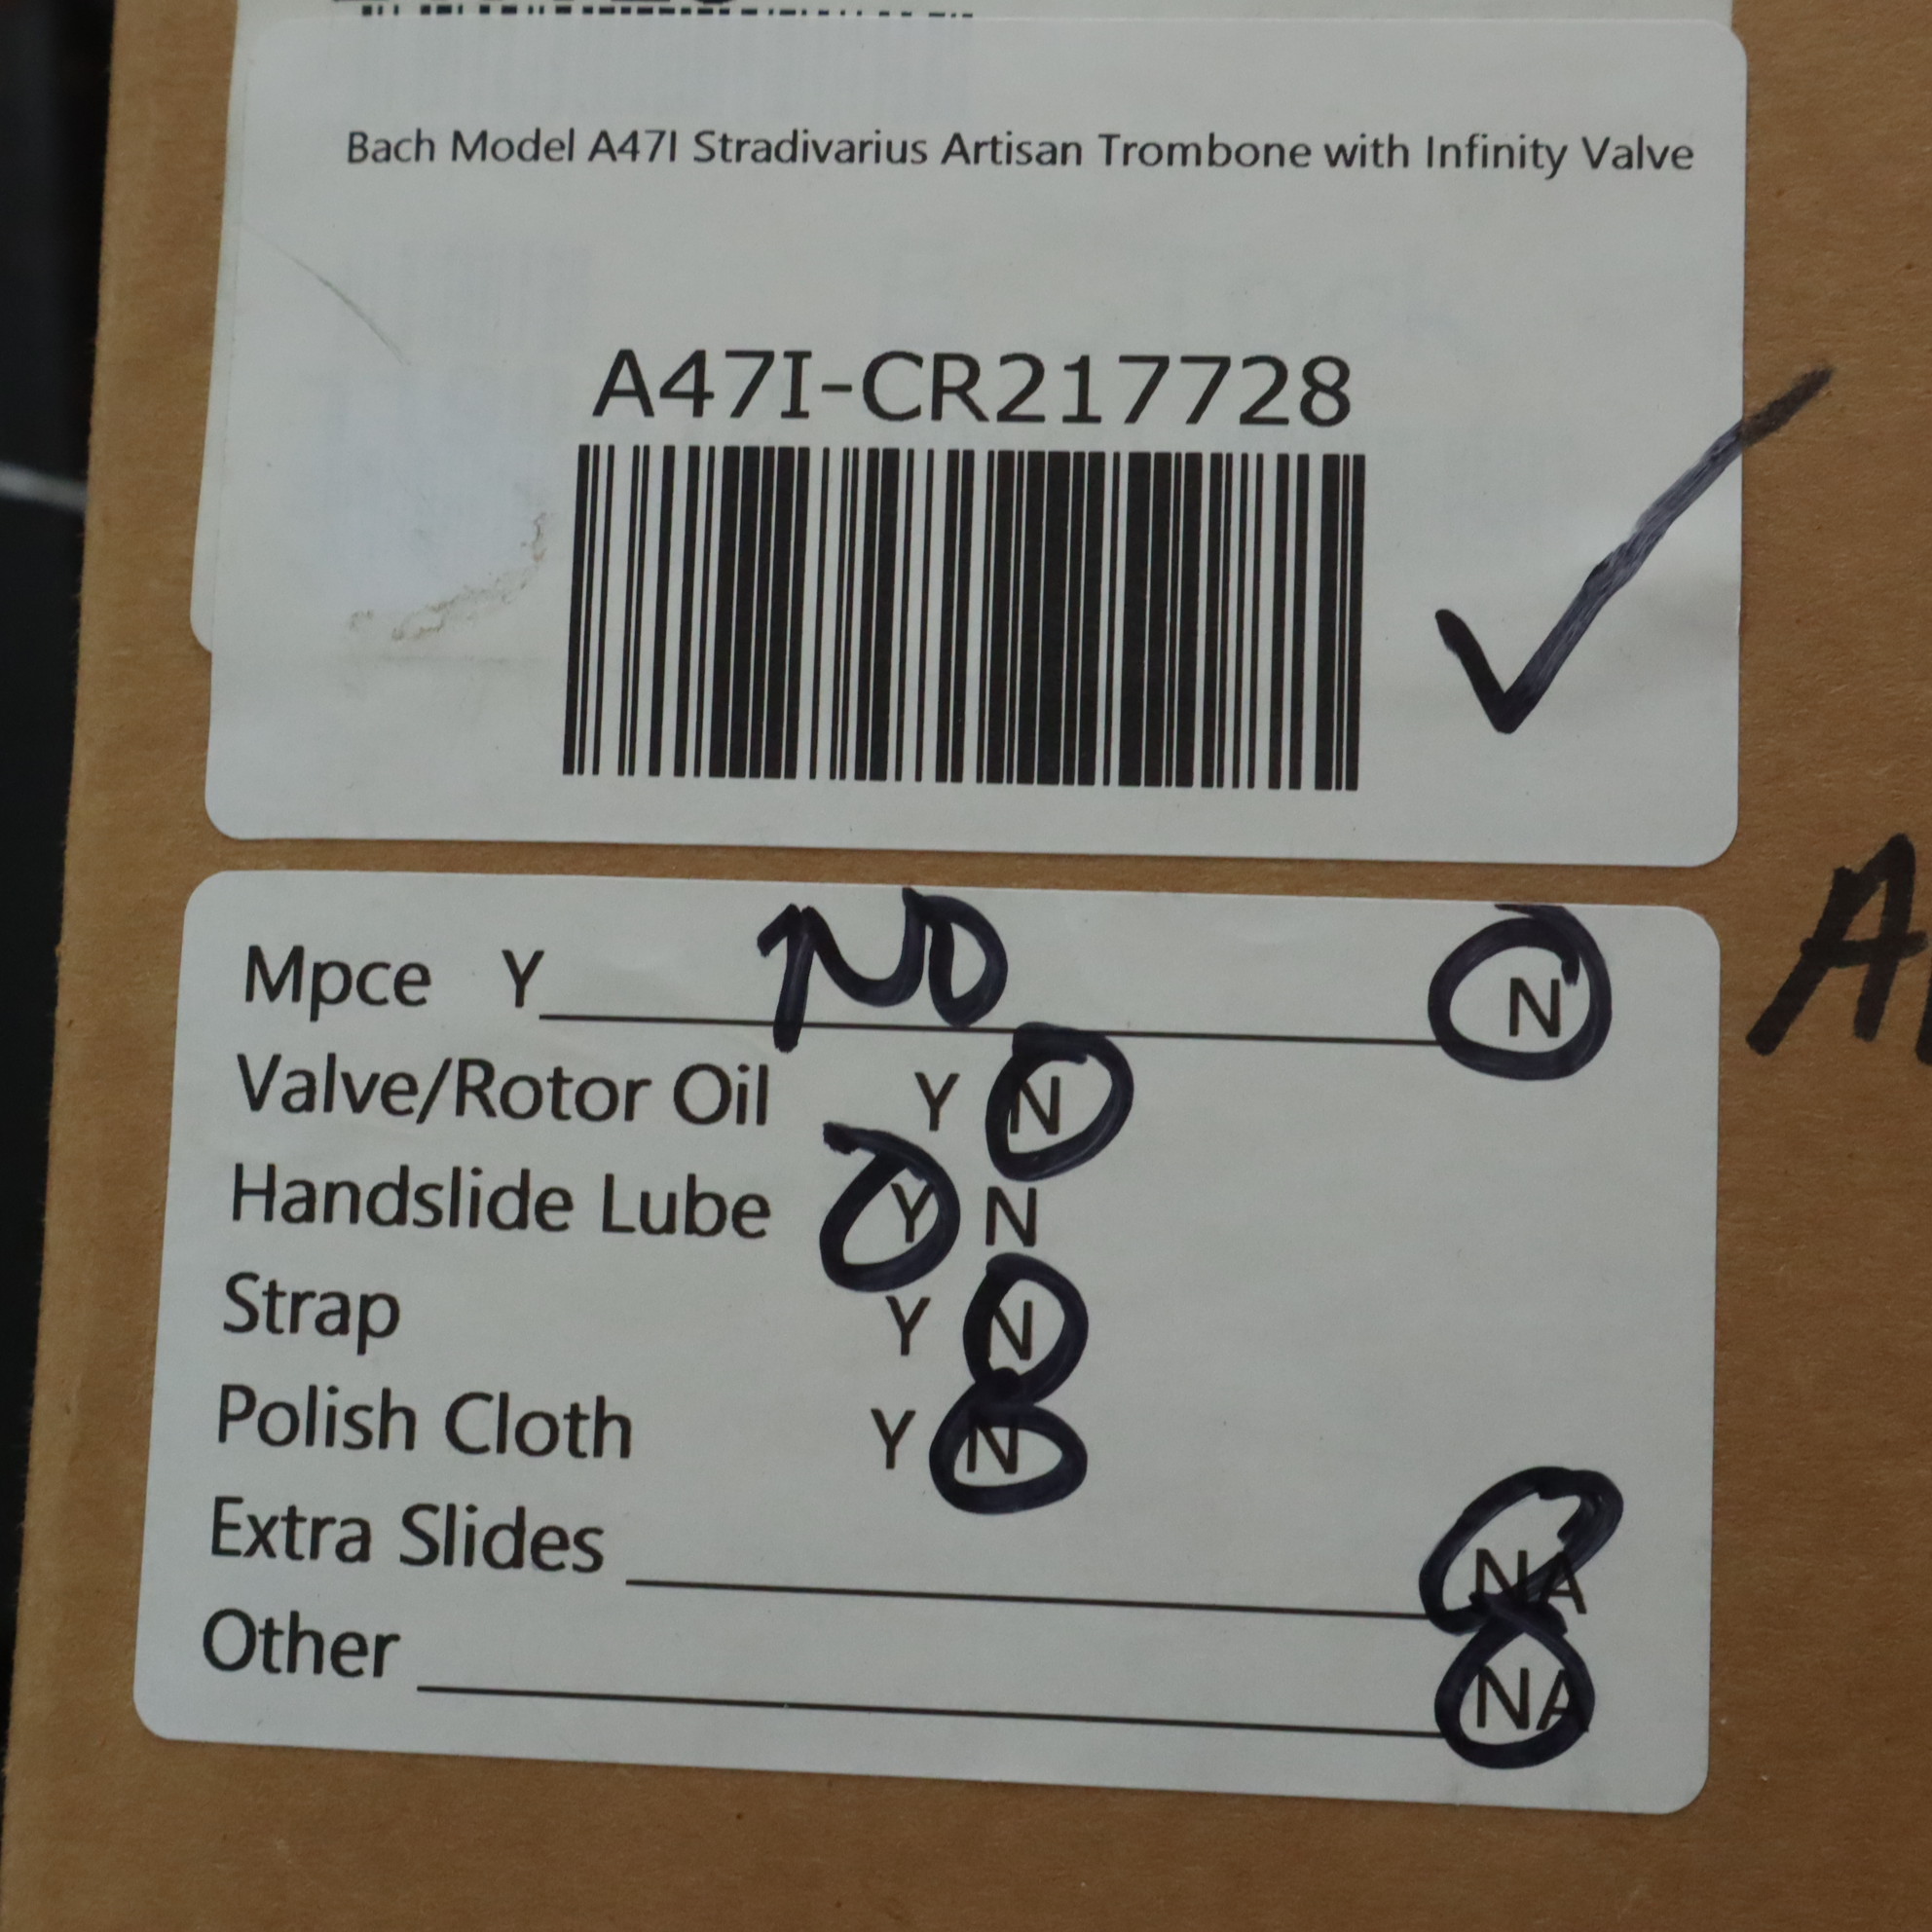 Bach Model A47I Stradivarius Artisan Trombone with Infinity Valve
A47I-CR217728
Mpce Y NO N
Valve/Rotor Oil Y N
Handslide Lube Y N
Strap Y N
Polish Cloth Y N
Extra Slides NA
Other NA